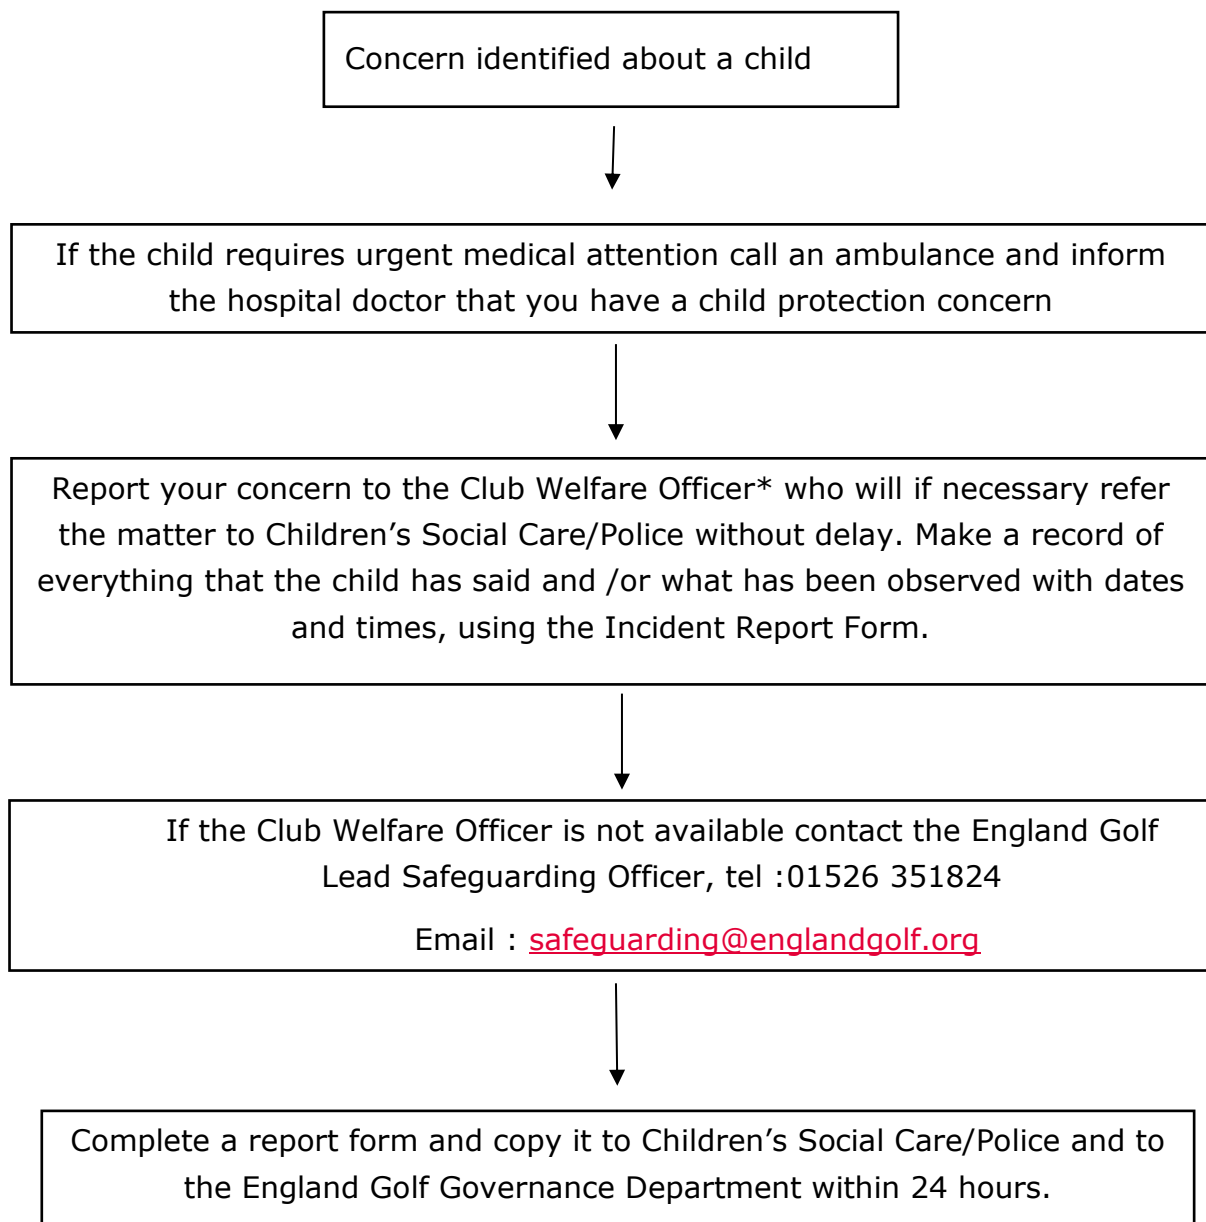 Concern identified about a child
If the child requires urgent medical attention call an ambulance and inform
the hospital doctor that you have a child protection concern
Report your concern to the Club Welfare Officer* who will if necessary refer
the matter to Children’s Social Care/Police without delay. Make a record of
everything that the child has said and /or what has been observed with dates
and times, using the Incident Report Form.
If the Club Welfare Officer is not available contact the England Golf
Lead Safeguarding Officer, tel :01526 351824
Email : safeguarding@englandgolf.org
Complete a report form and copy it to Children’s Social Care/Police and to
the England Golf Governance Department within 24 hours.